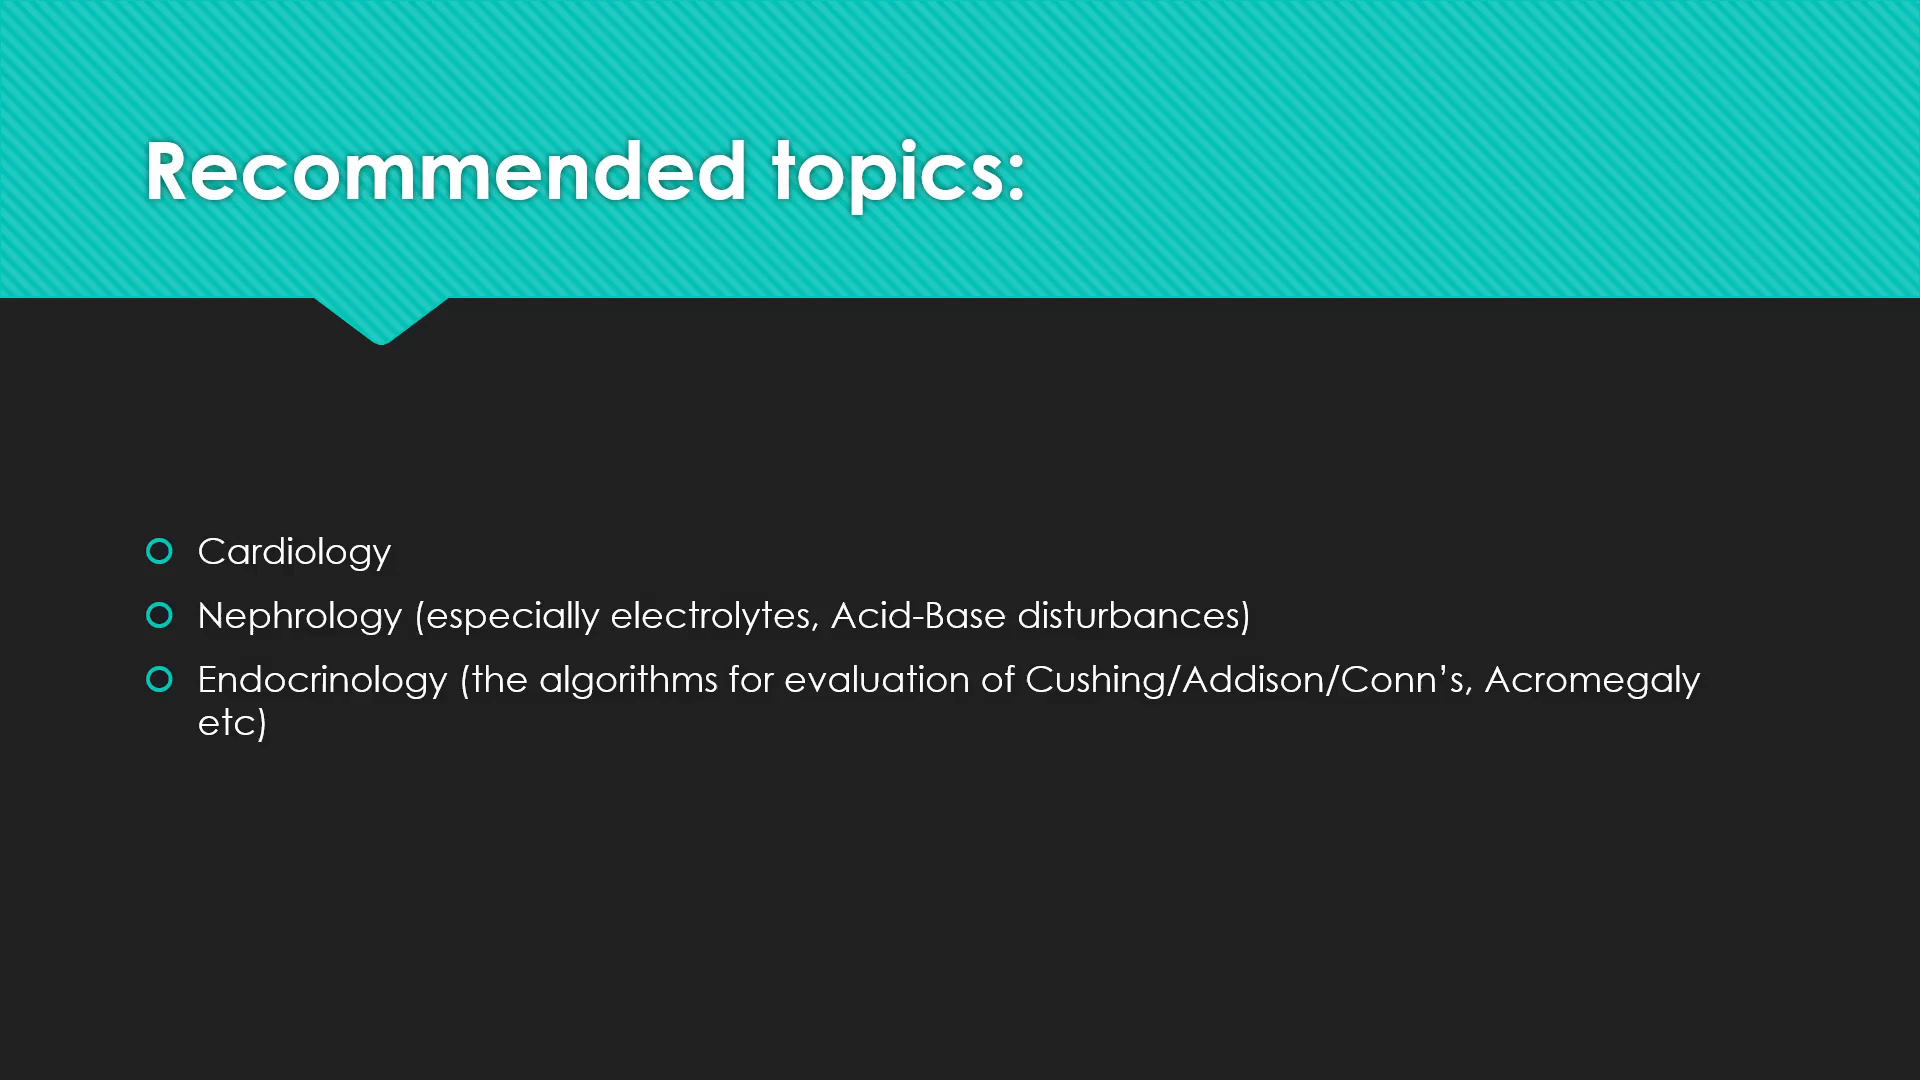 Recommended topics:
Cardiology
Nephrology (especially electrolytes, Acid-Base disturbances)
Endocrinology (the algorithms for evaluation of Cushing/Addison/Conn’s, Acromegaly
etc)